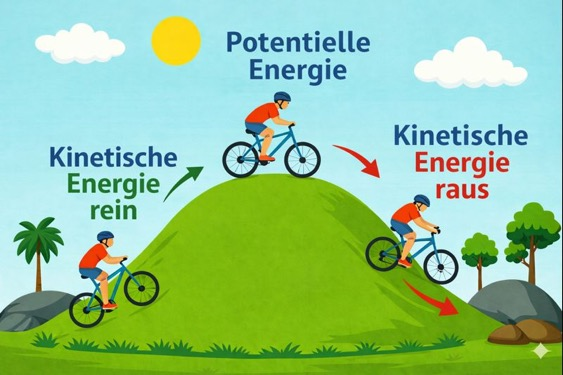 Potentielle
Energie
Kinetische
Energie
rein
Kinetische
Energie
raus